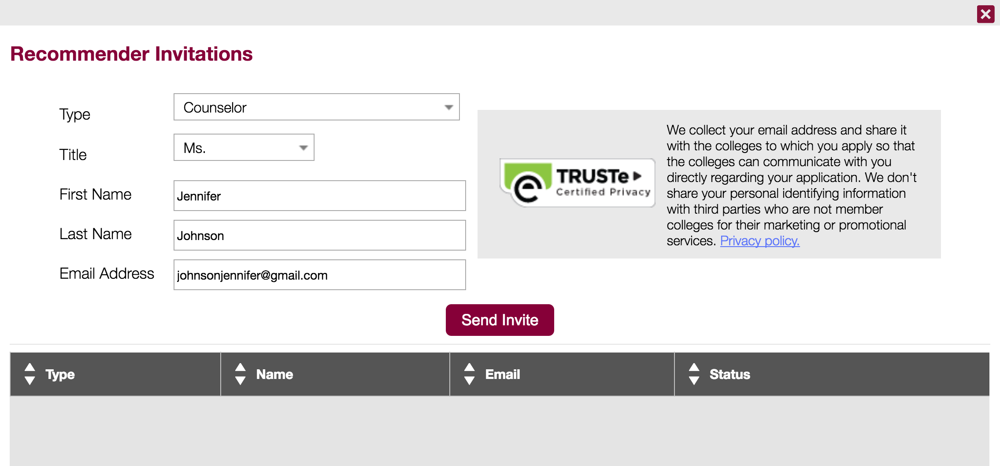 Recommender Invitations
Type
Counselor
Title
Ms.
First Name
Jennifer
Last Name
Johnson
Email Address
johnsonjennifer@gmail.com
TRUSTe
Certified Privacy
We collect your email address and share it
with the colleges to which you apply so that
the colleges can communicate with you
directly regarding your application. We don't
share your personal identifying information
with third parties who are not member
colleges for their marketing or promotional
services. Privacy policy.
Send Invite
Type Name Email Status